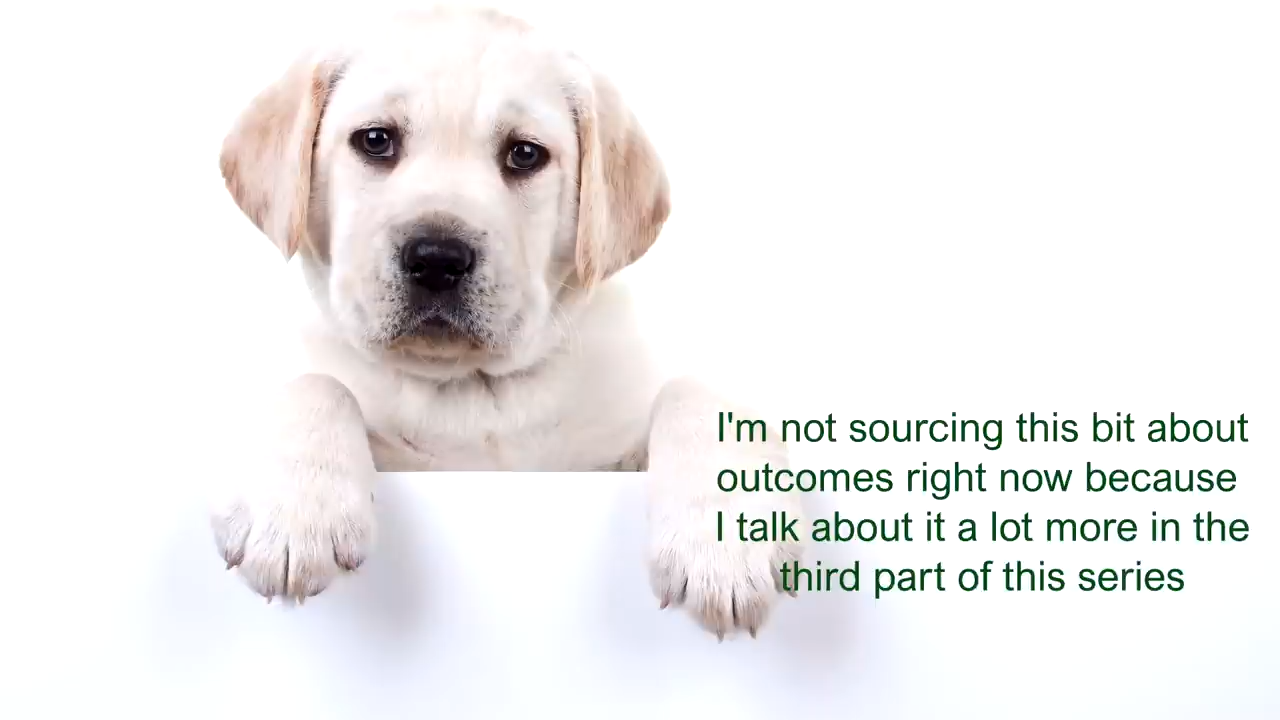 I'm not sourcing this bit about
outcomes right now because
I talk about it a lot more in the
third part of this series